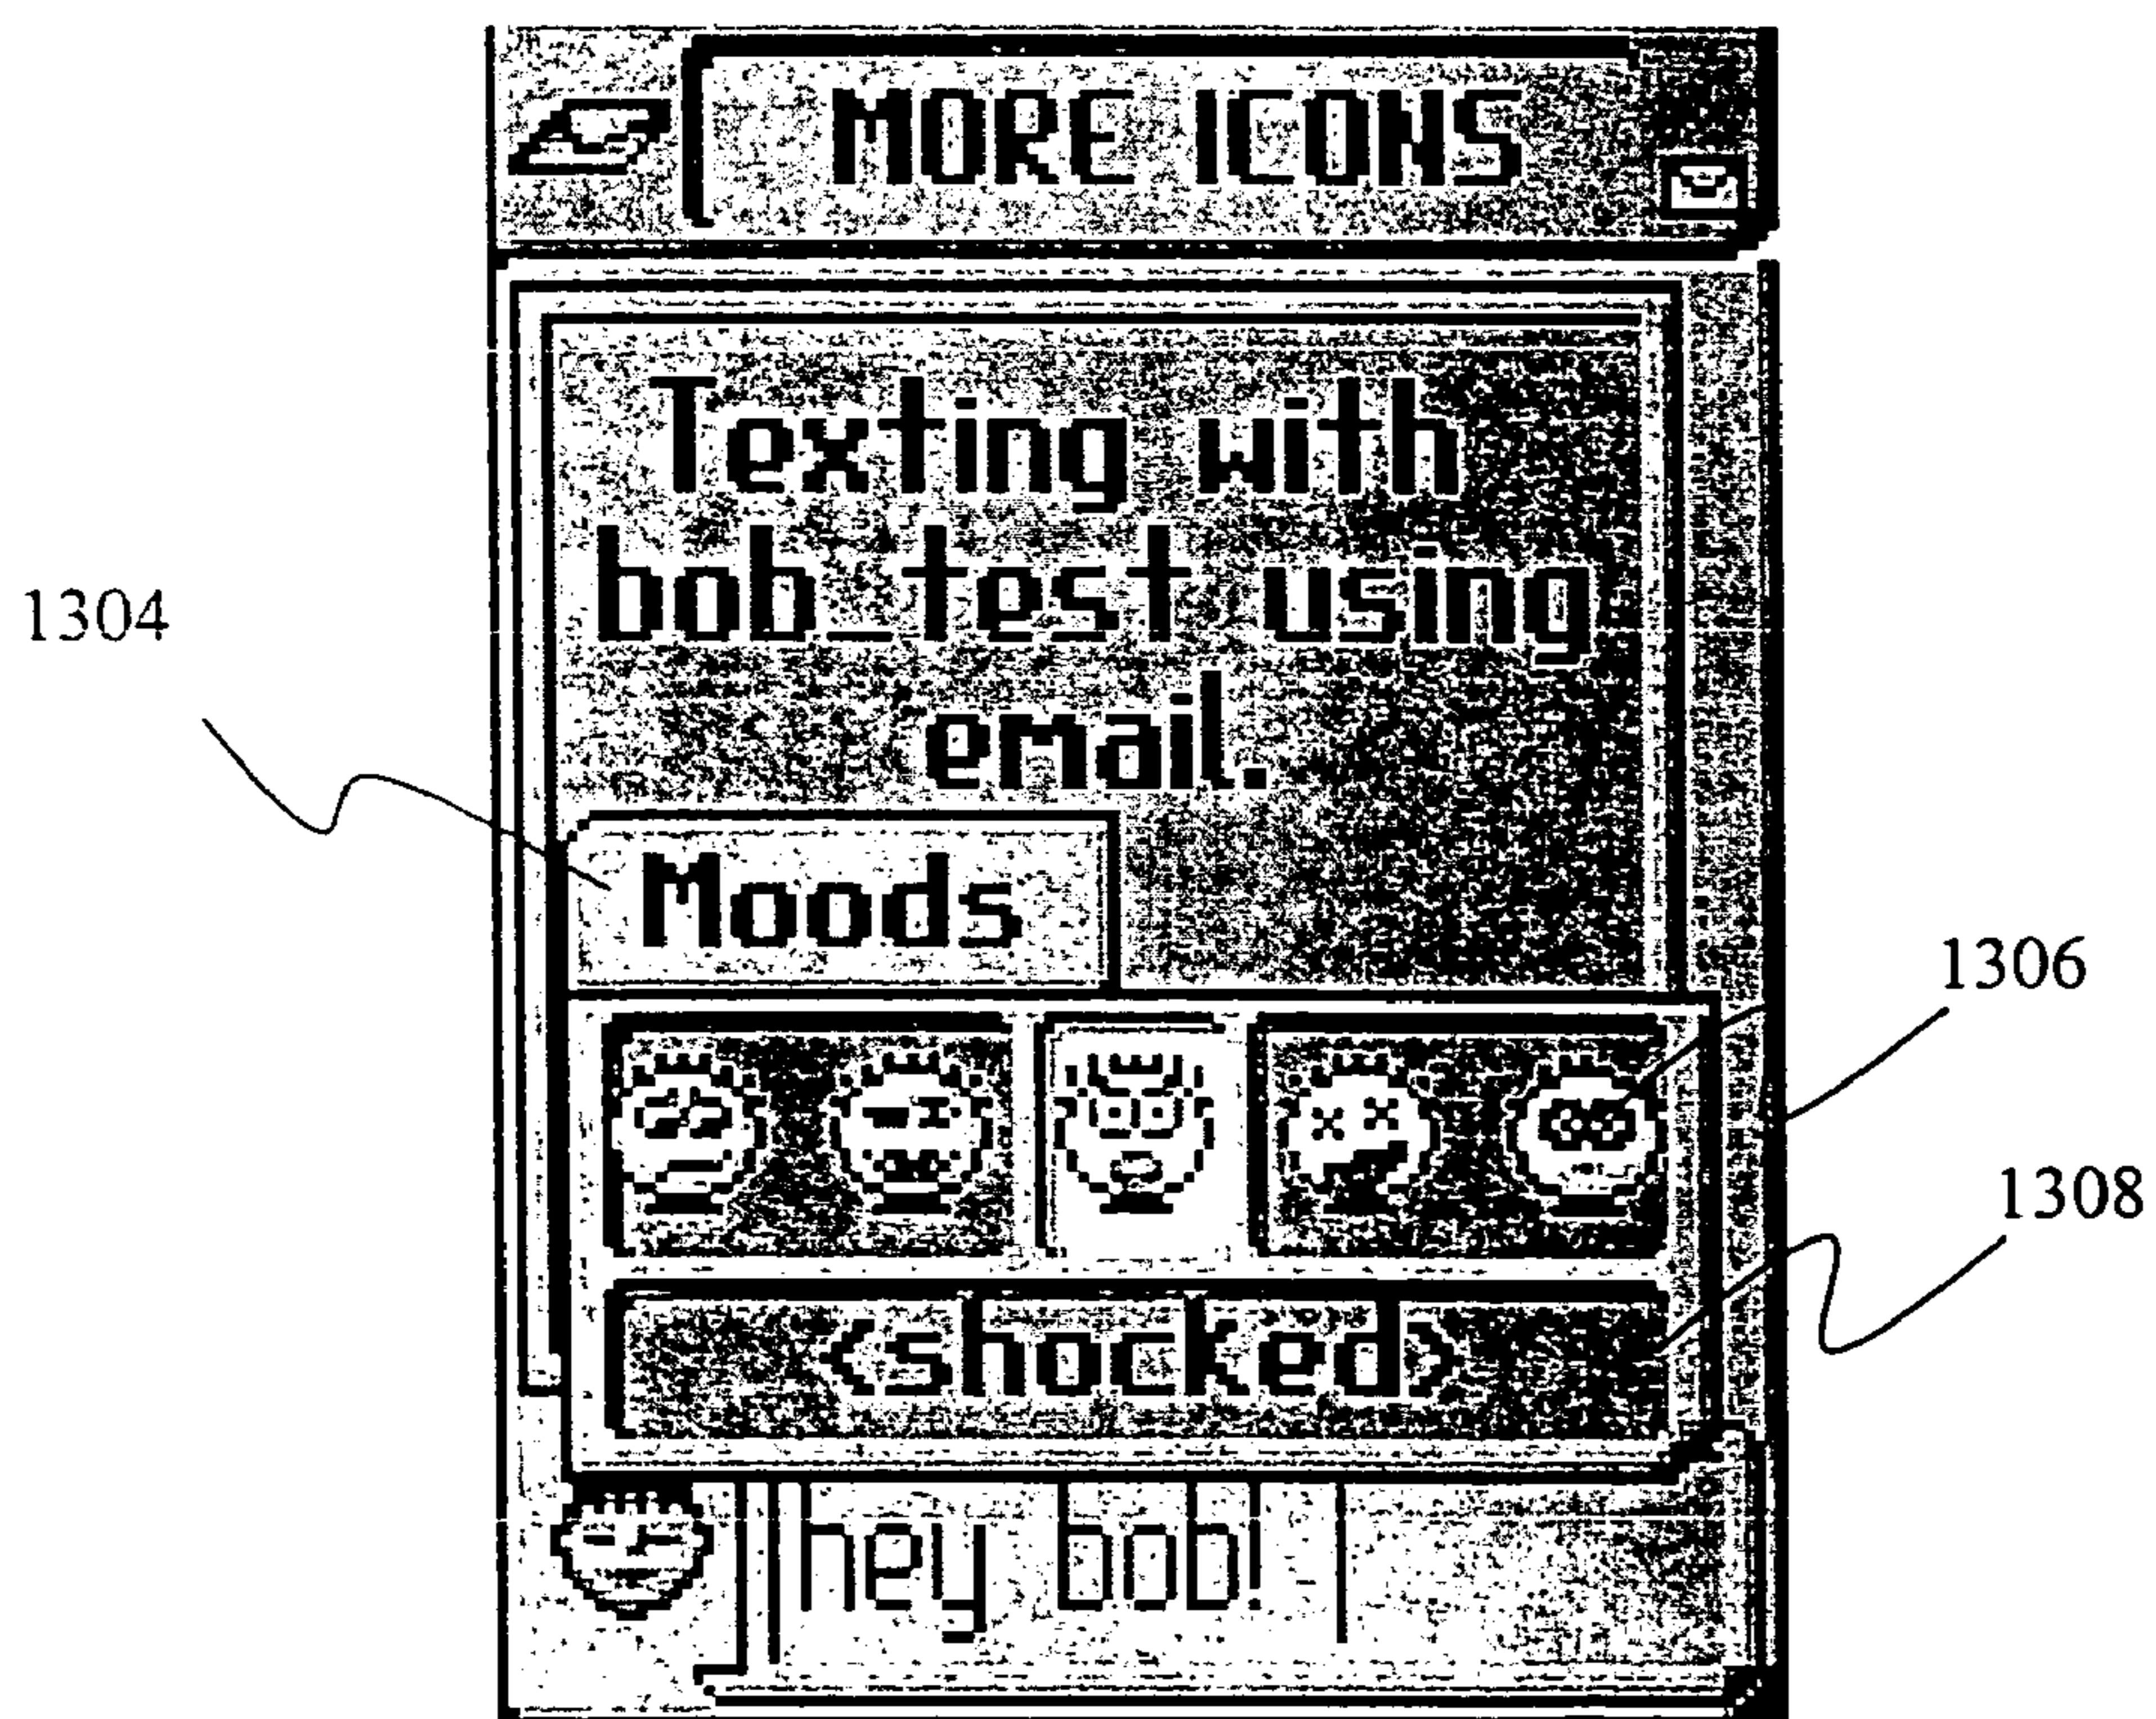 MORE ICONS
Texting with
bob_test using
email.
1304
Moods
1306
1308
<shocked>
hey bob!